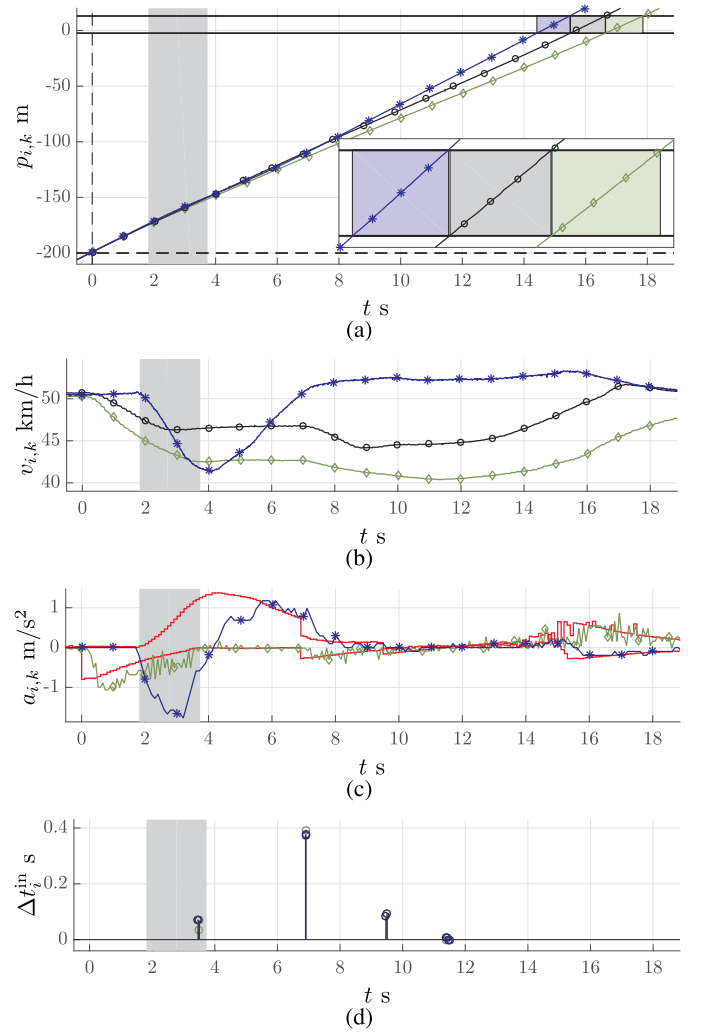 0
-50
-100
-150
-200
p_{i,k} m
0 2 4 6 8 10 12 14 16 18
t s
(a)
50
45
40
v_{i,k} km/h
0 2 4 6 8 10 12 14 16 18
t s
(b)
1
0
-1
a_{i,k} m/s²
0 2 4 6 8 10 12 14 16 18
t s
(c)
0.4
0.2
0
Δt_i^{in} s
0 2 4 6 8 10 12 14 16 18
t s
(d)